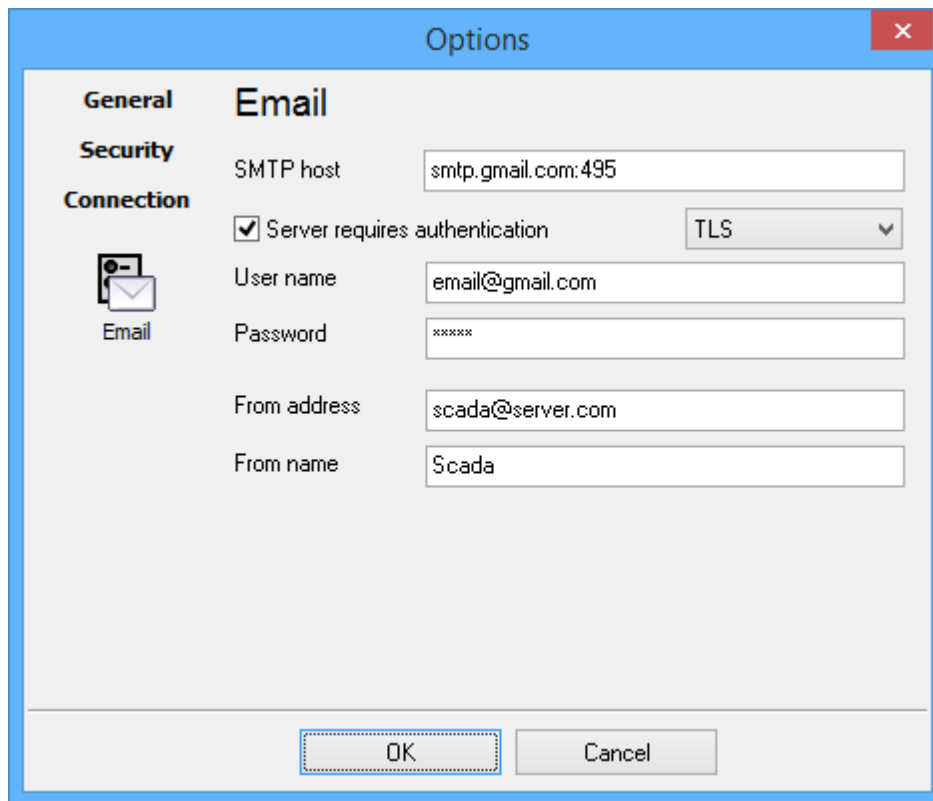 Options
General
Security
Connection
Email
Email
SMTP host
smtp.gmail.com:495
Server requires authentication
TLS
User name
email@gmail.com
Password
*****
From address
scada@server.com
From name
Scada
OK
Cancel